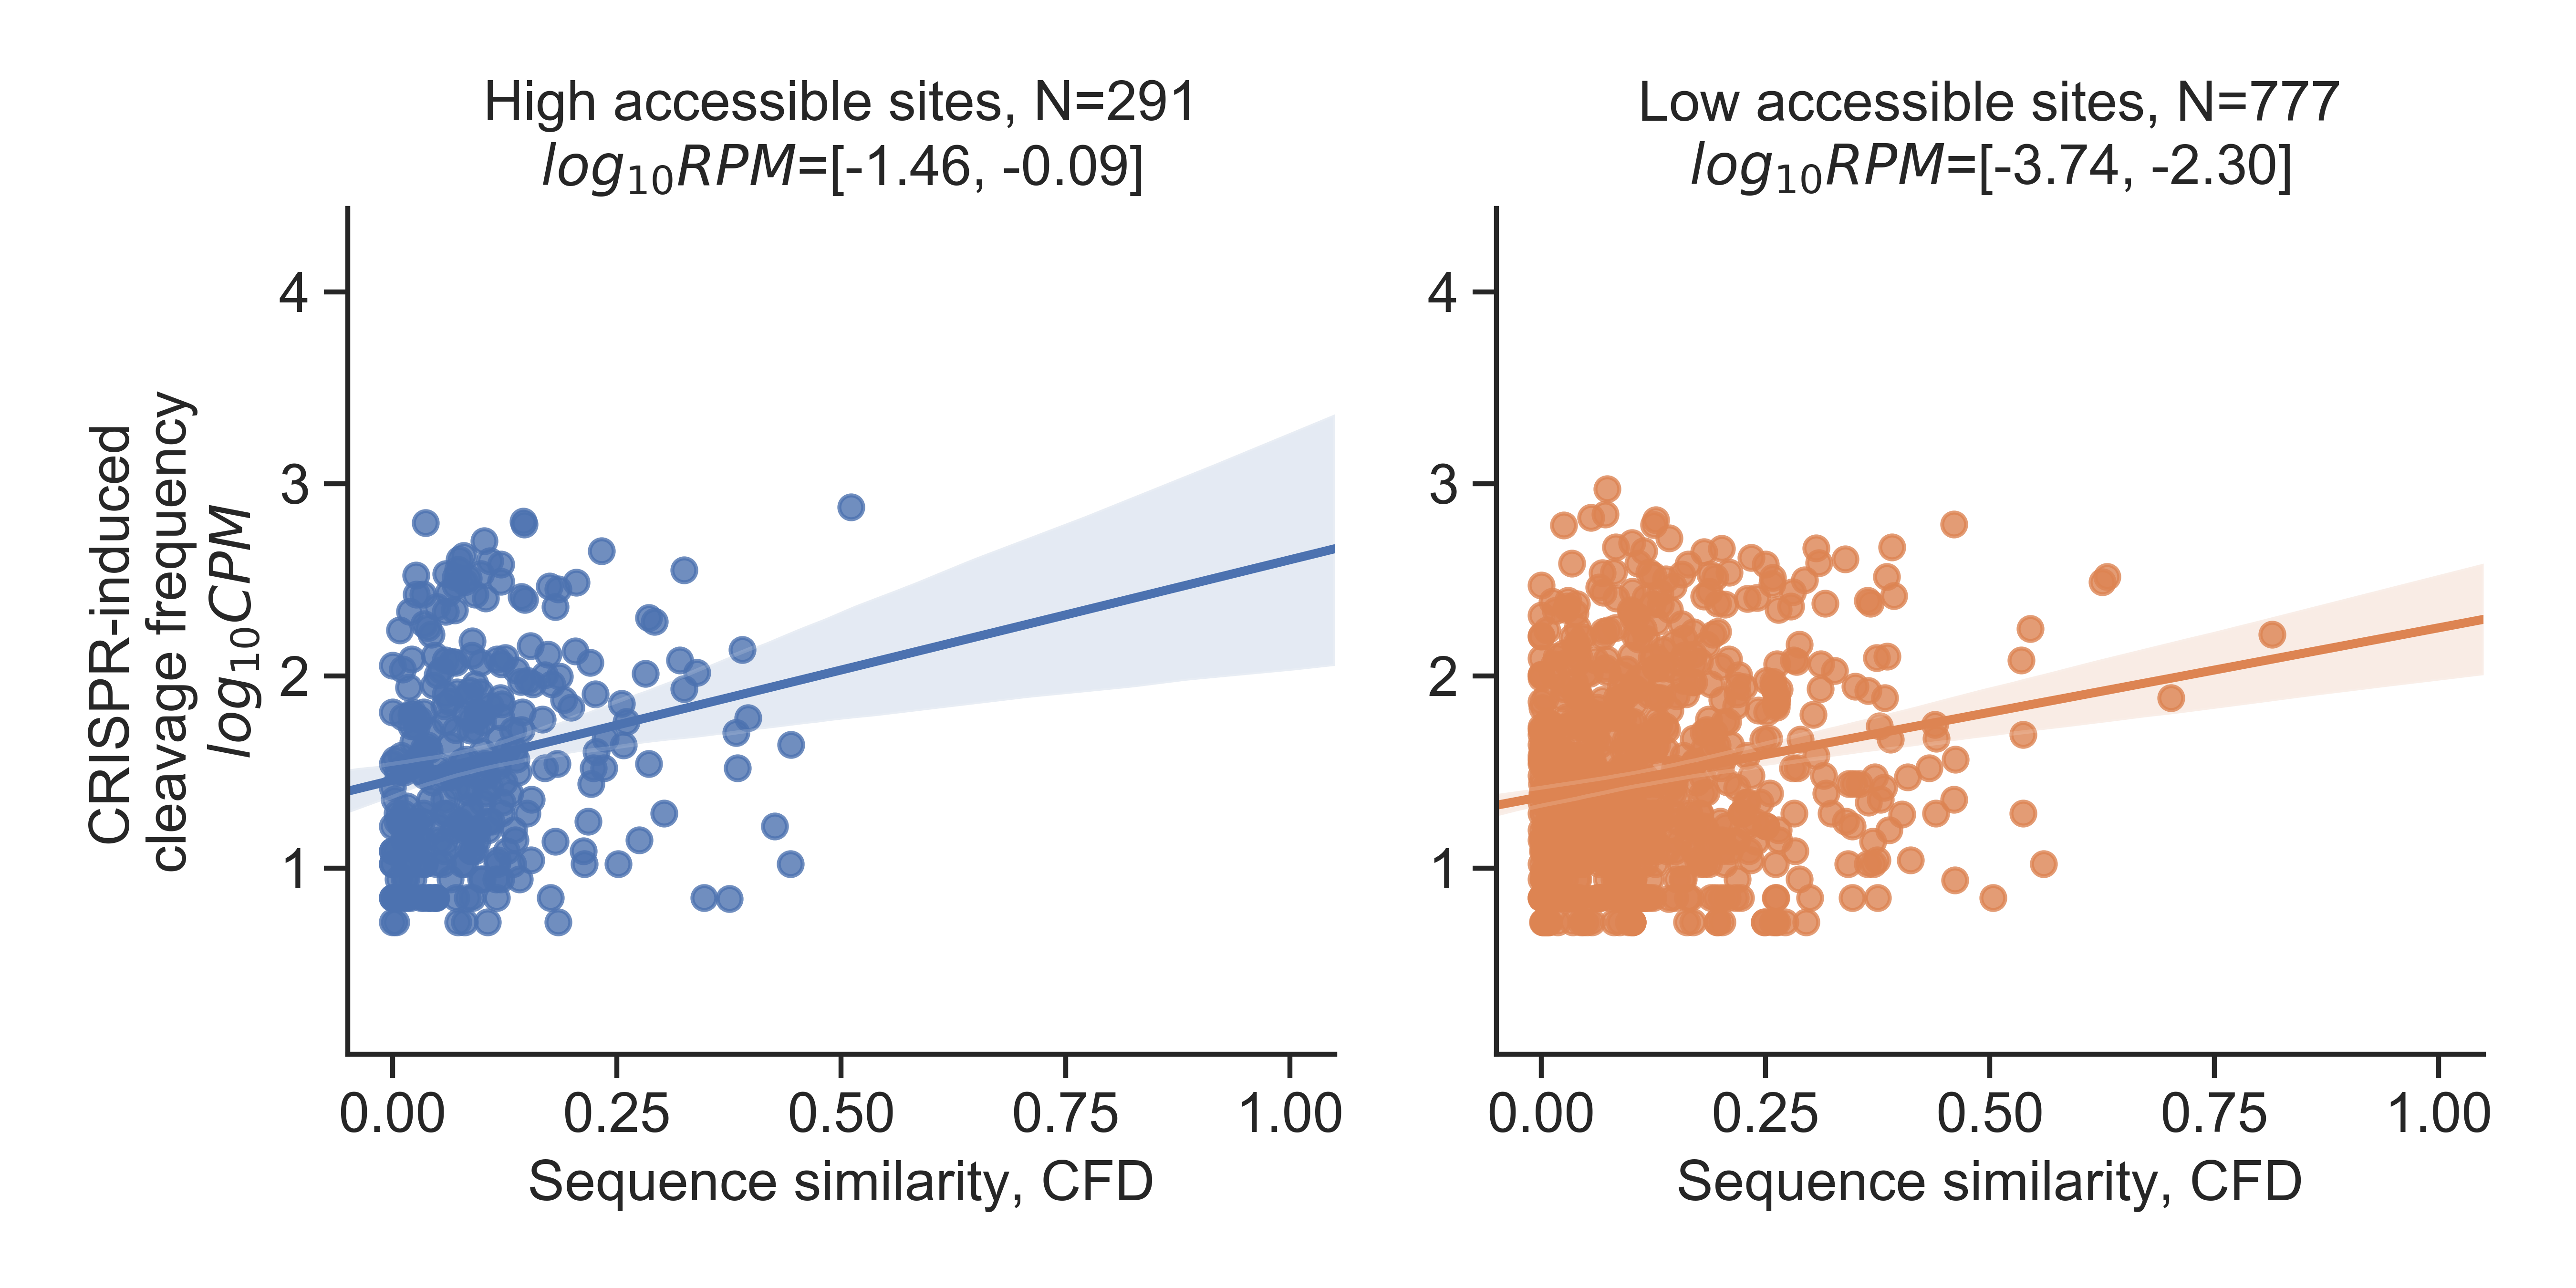 High accessible sites, N=291
log10RPM=[-1.46, -0.09]
Low accessible sites, N=777
log10RPM=[-3.74, -2.30]
CRISPR-induced
cleavage frequency
log10CPM
4
3
2
1
0.00 0.25 0.50 0.75 1.00
Sequence similarity, CFD
4
3
2
1
0.00 0.25 0.50 0.75 1.00
Sequence similarity, CFD